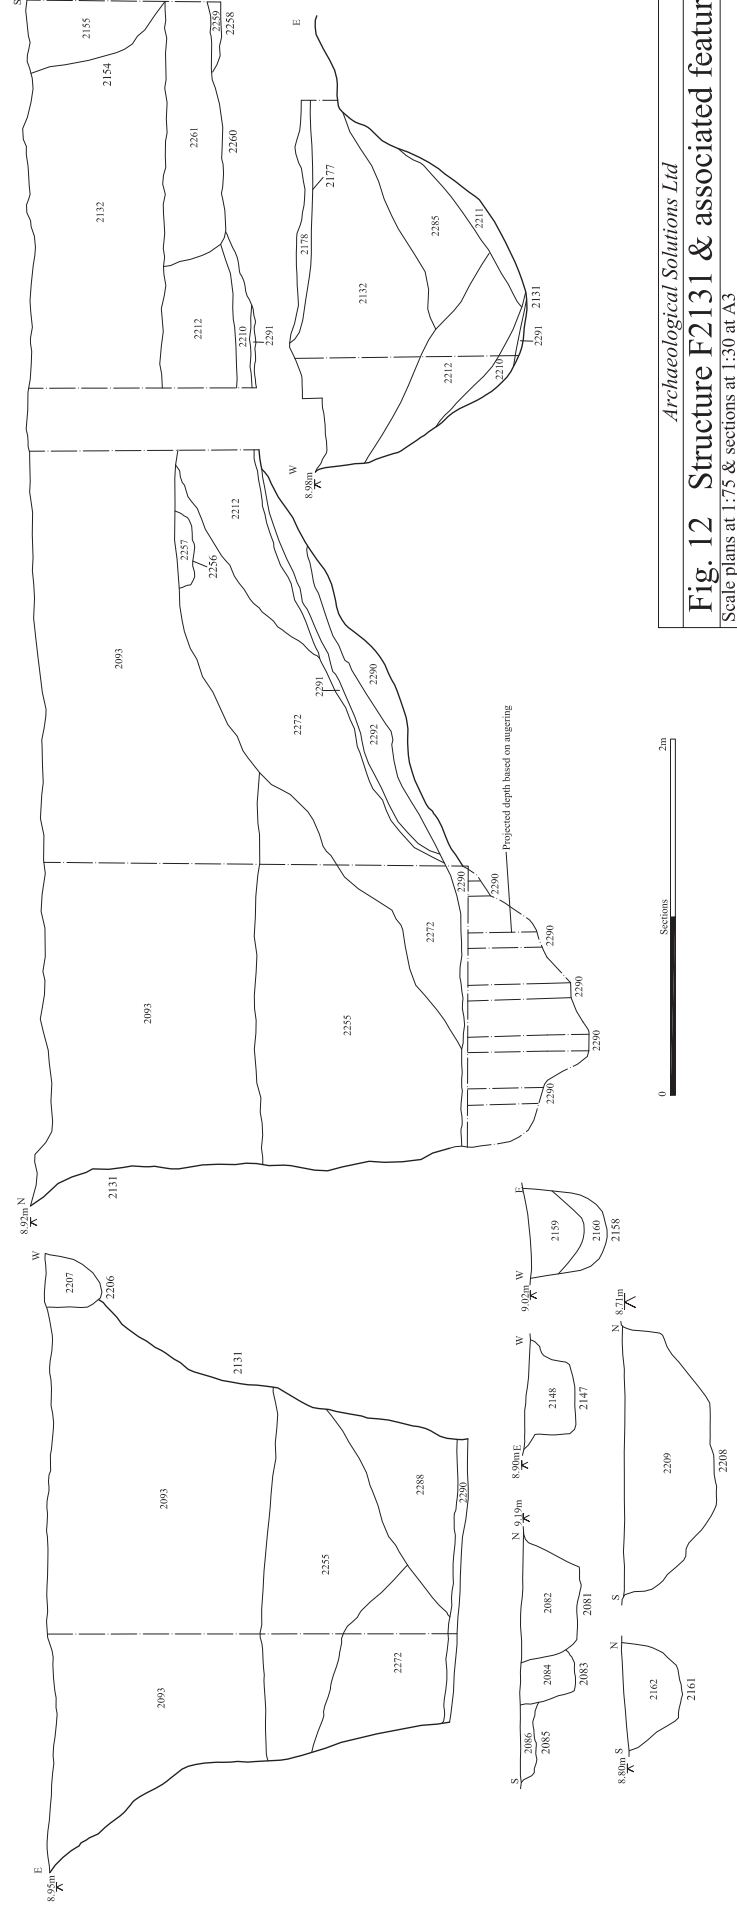 S
2155
2154
2259
2258
2261
2260
2132
2212
2210
2291
E
2177
2178
2285
2211
2132
2131
2291
2212
2210
W
8.98m
2212
2257
2256
2093
2291
2290
2272
2292
Projected depth based on augering
2290
2290
2272
2290
2093
2255
2290
2290
2290
2131
8.92m N
W
2207
2206
2131
2093
2288
2290
2255
2272
2093
E
8.95m
E
2159
2160
2158
W
9.02m
W
2148
2147
E
8.90m
8.71m
N
2209
2208
S
9.19m
N
2082
2081
2084
2083
2086
2085
S
N
2162
2161
S
8.80m
0
Sections
2m
Archaeological Solutions Ltd
Fig. 12 Structure F2131 & associated featur
Scale plans at 1:75 & sections at 1:30 at A3